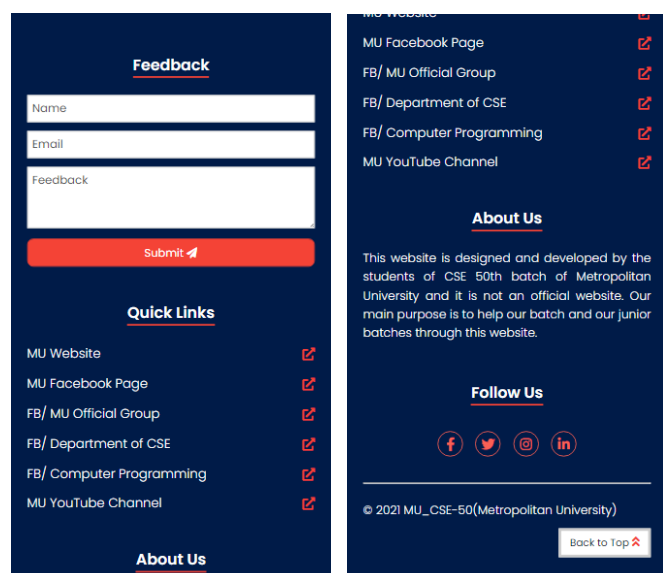 Feedback
Name
Email
Feedback
Submit
Quick Links
MU Website
MU Facebook Page
FB/ MU Official Group
FB/ Department of CSE
FB/ Computer Programming
MU YouTube Channel
About Us
MU Website
MU Facebook Page
FB/ MU Official Group
FB/ Department of CSE
FB/ Computer Programming
MU YouTube Channel
About Us
This website is designed and developed by the
students of CSE 50th batch of Metropolitan
University and it is not an official website. Our
main purpose is to help our batch and our junior
batches through this website.
Follow Us
© 2021 MU_CSE-50(Metropolitan University)
Back to Top